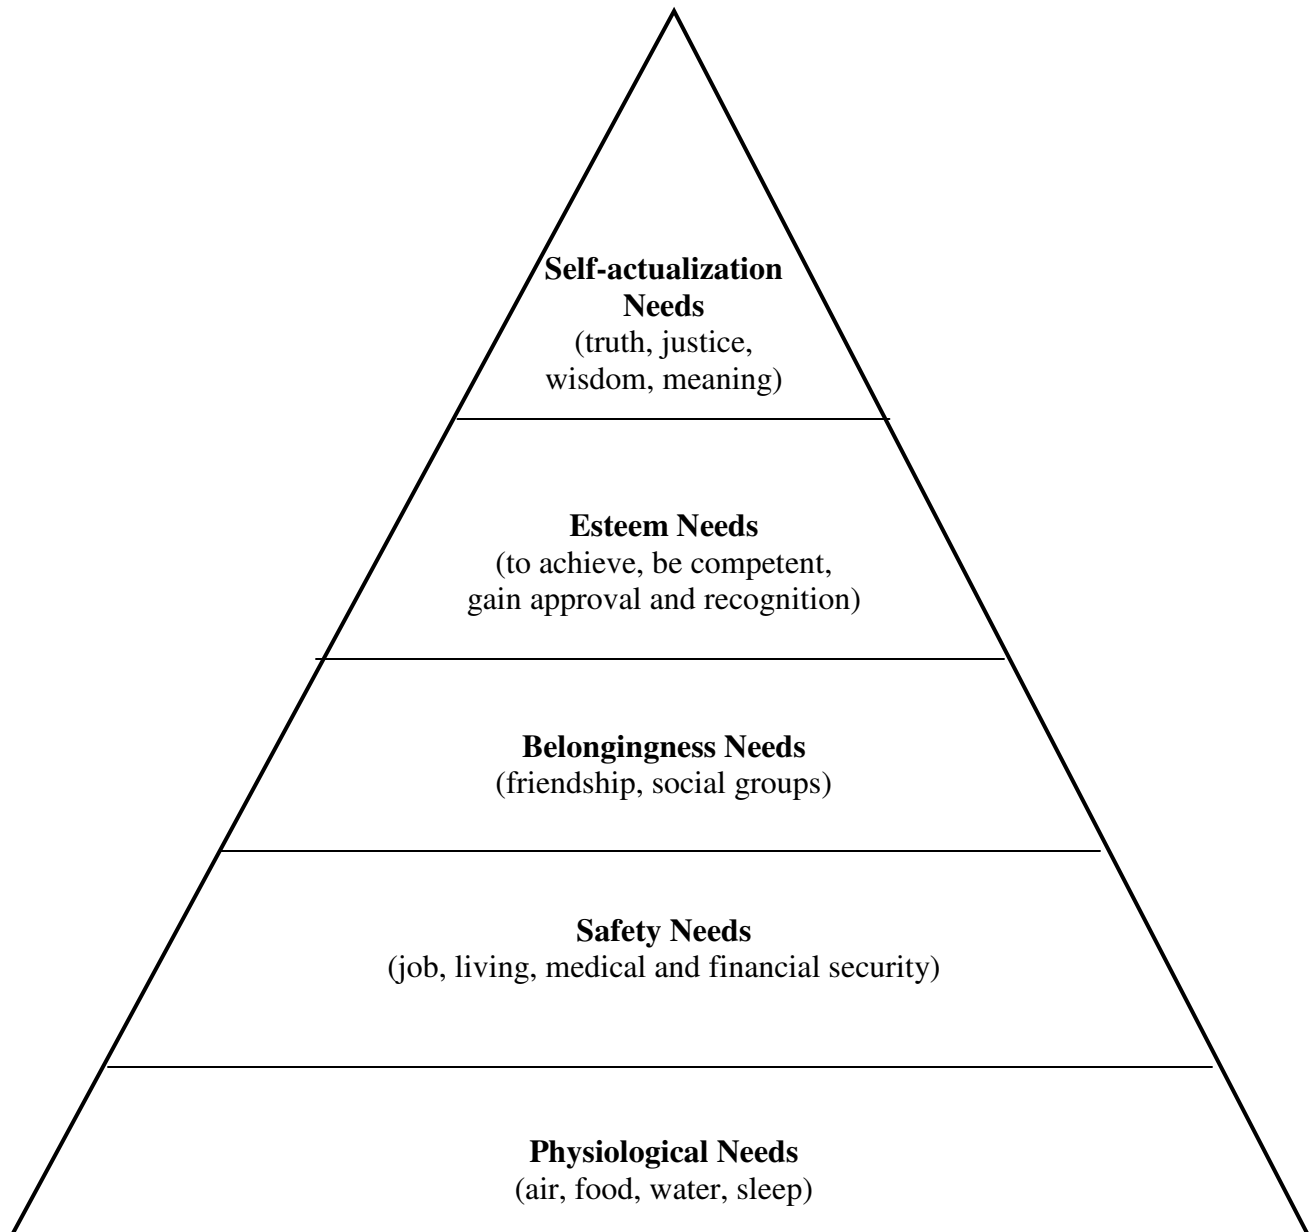 Self-actualization
Needs
(truth, justice,
wisdom, meaning)
Esteem Needs
(to achieve, be competent,
gain approval and recognition)
Belongingness Needs
(friendship, social groups)
Safety Needs
(job, living, medical and financial security)
Physiological Needs
(air, food, water, sleep)